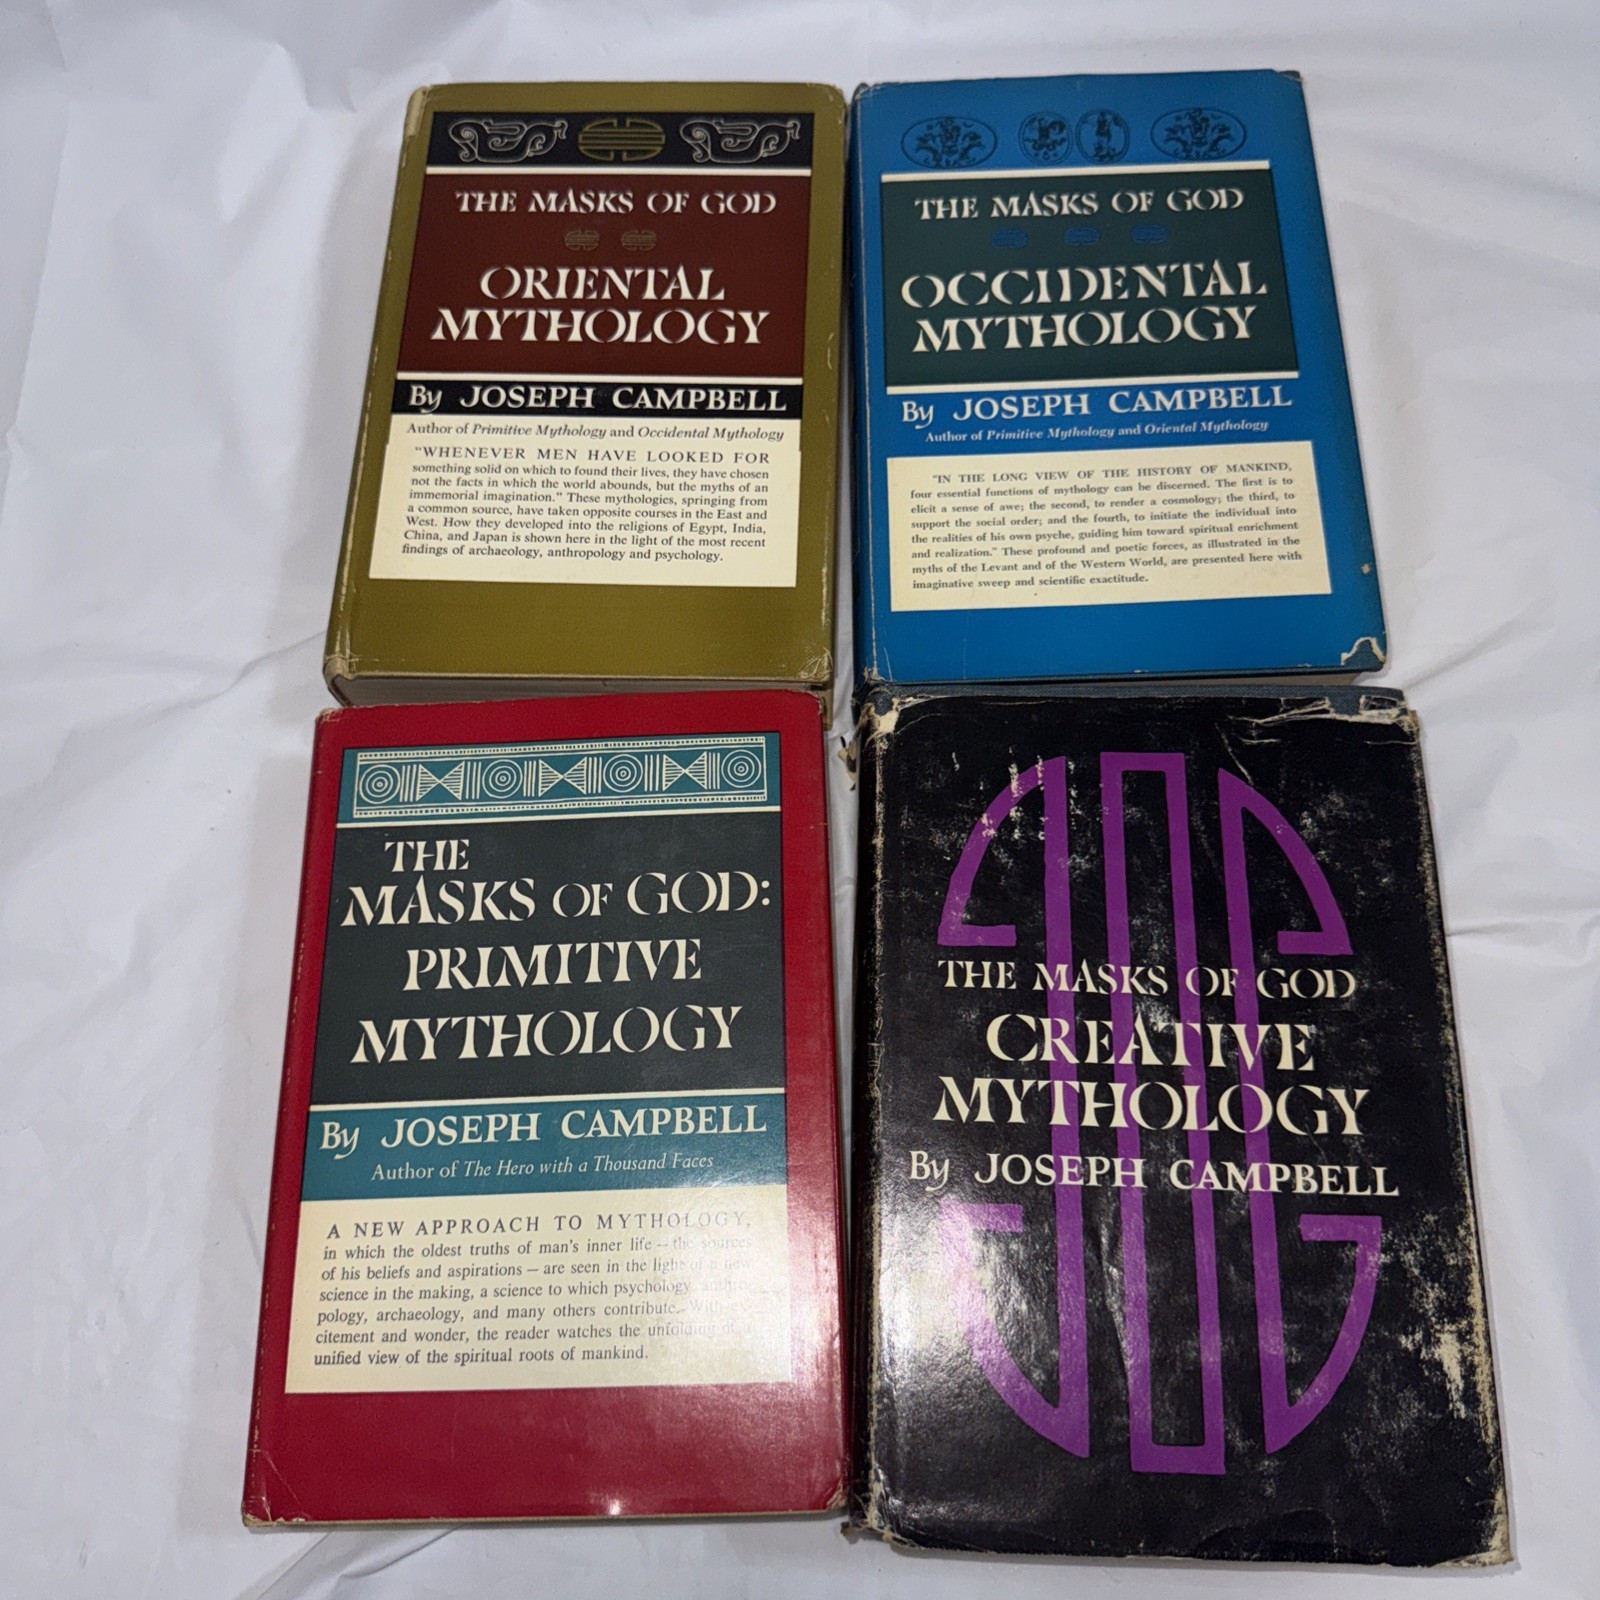 THE MASKS OF GOD
ORIENTAL
MYTHOLOGY
By JOSEPH CAMPBELL
Author of Primitive Mythology and Occidental Mythology
"WHENEVER MEN HAVE LOOKED FOR
something solid on which to found their lives, they have chosen
not the facts in which the world abounds, but the myths of an
immemorial imagination." These mythologies, springing from
a common source, have taken opposite courses in the East and
West. How they developed into the religions of Egypt, India,
China, and Japan is shown here in the light of the most recent
findings of archaeology, anthropology and psychology.
THE MASKS OF GOD
OCCIDENTAL
MYTHOLOGY
By JOSEPH CAMPBELL
Author of Primitive Mythology and Oriental Mythology
"IN THE LONG VIEW OF THE HISTORY OF MANKIND,
four essential functions of mythology can be discerned. The first is to
elicit a sense of awe; the second, to render a cosmology; the third, to
support the social order; and the fourth, to initiate the individual into
the realities of his own psyche, guiding him toward spiritual enrichment
and realization." These profound and poetic forces, as illustrated in the
myths of the Levant and of the Western World, are presented here with
imaginative sweep and scientific exactitude.
THE
MASKS OF GOD:
PRIMITIVE
MYTHOLOGY
By JOSEPH CAMPBELL
Author of The Hero with a Thousand Faces
A NEW APPROACH TO MYTHOLOGY,
in which the oldest truths of man's inner life – the sources
of his beliefs and aspirations – are seen in the light of a new
science in the making, a science to which psychology, anthro-
pology, archaeology, and many others contribute. With
citement and wonder, the reader watches the unfolding of
unified view of the spiritual roots of mankind.
THE MASKS OF GOD
CREATIVE
MYTHOLOGY
By JOSEPH CAMPBELL